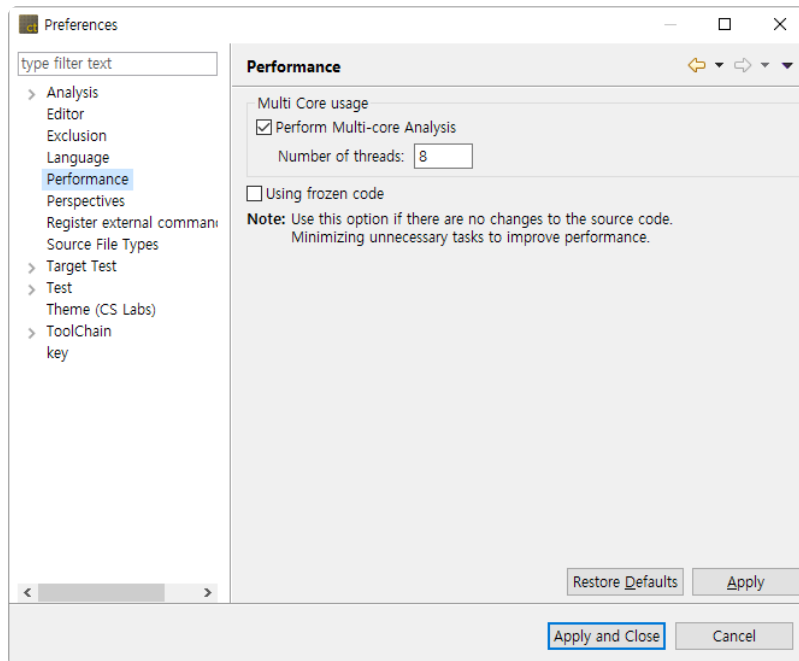 ct Preferences
type filter text
Performance
Analysis
Editor
Exclusion
Language
Performance
Perspectives
Register external comman
Source File Types
Target Test
Test
Theme (CS Labs)
ToolChain
key
Multi Core usage
Perform Multi-core Analysis
Number of threads: 8
Using frozen code
Note: Use this option if there are no changes to the source code.
Minimizing unnecessary tasks to improve performance.
Restore Defaults Apply
Apply and Close Cancel